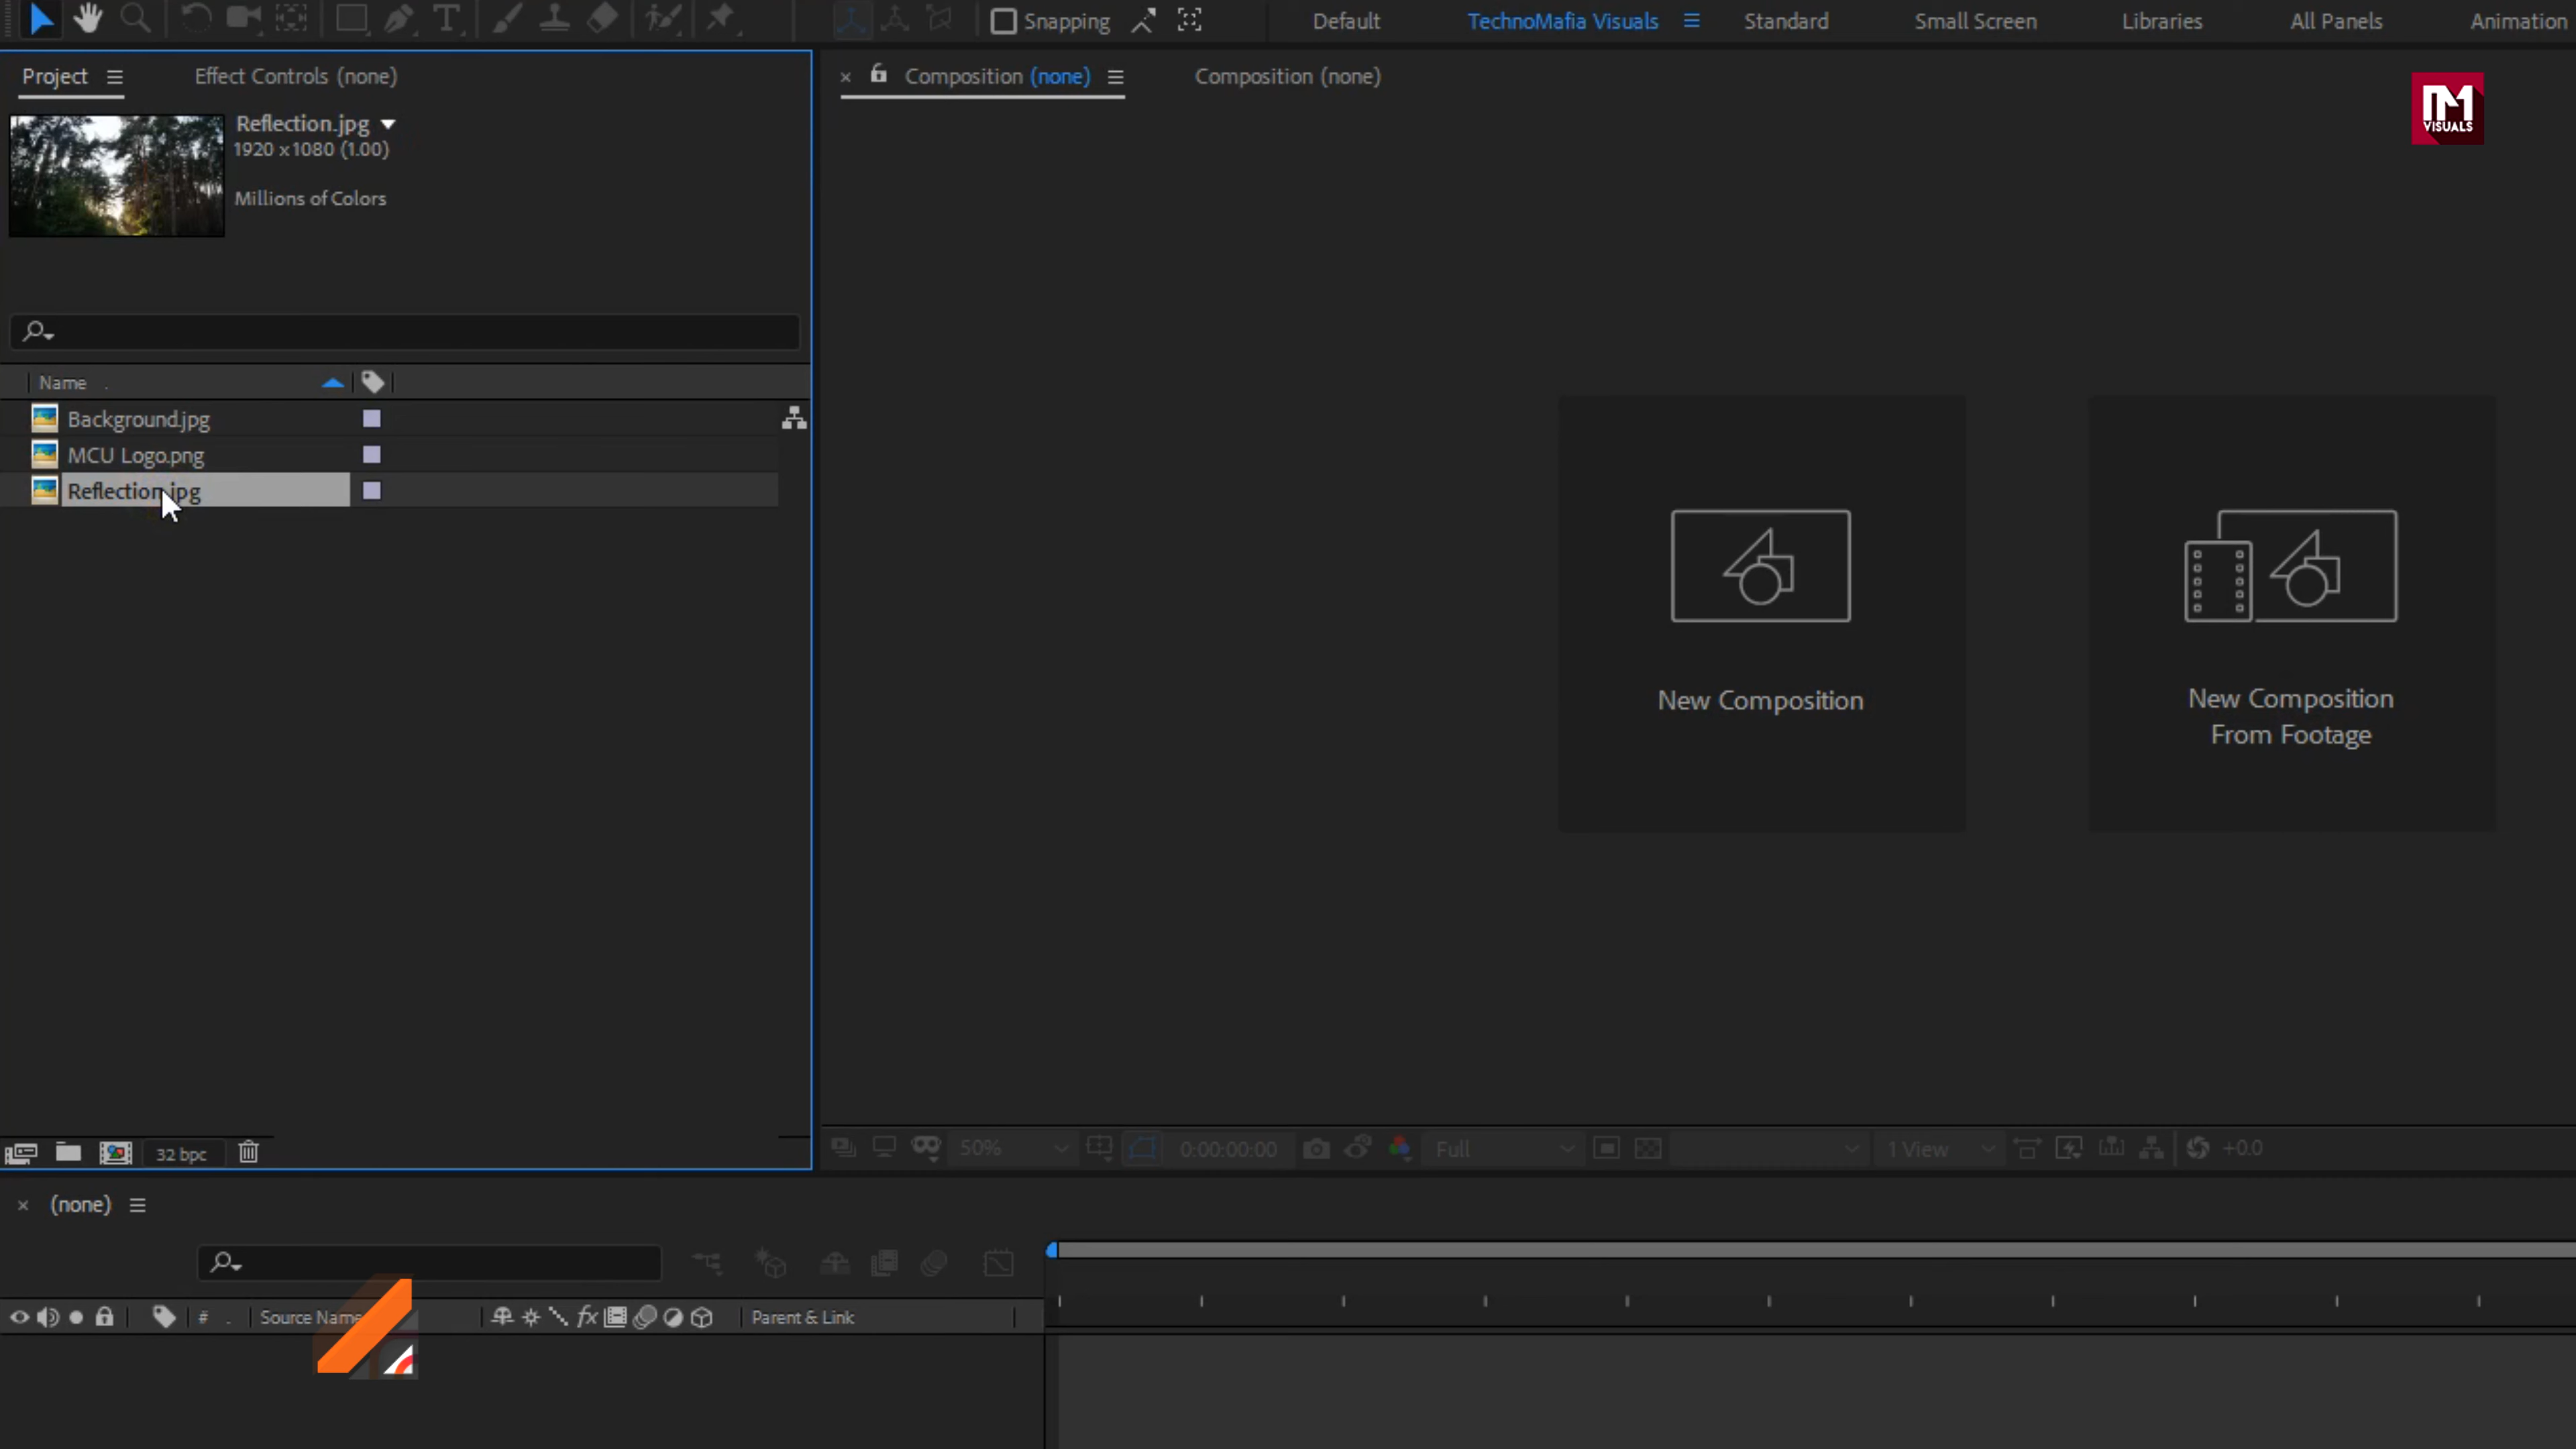 Snapping
Default
TechnoMafia Visuals
Standard
Small Screen
Libraries
All Panels
Animation
Project
Effect Controls (none)
Composition (none)
Composition (none)
Reflection.jpg
1920 x 1080 (1.00)
Millions of Colors
VISUALS
Name
Background.jpg
MCU Logo.png
Reflection.jpg
New Composition
New Composition
From Footage
32 bpc
50%
0:00:00:00
Full
1 View
+0.0
(none)
#
Source Name
fx
Parent & Link